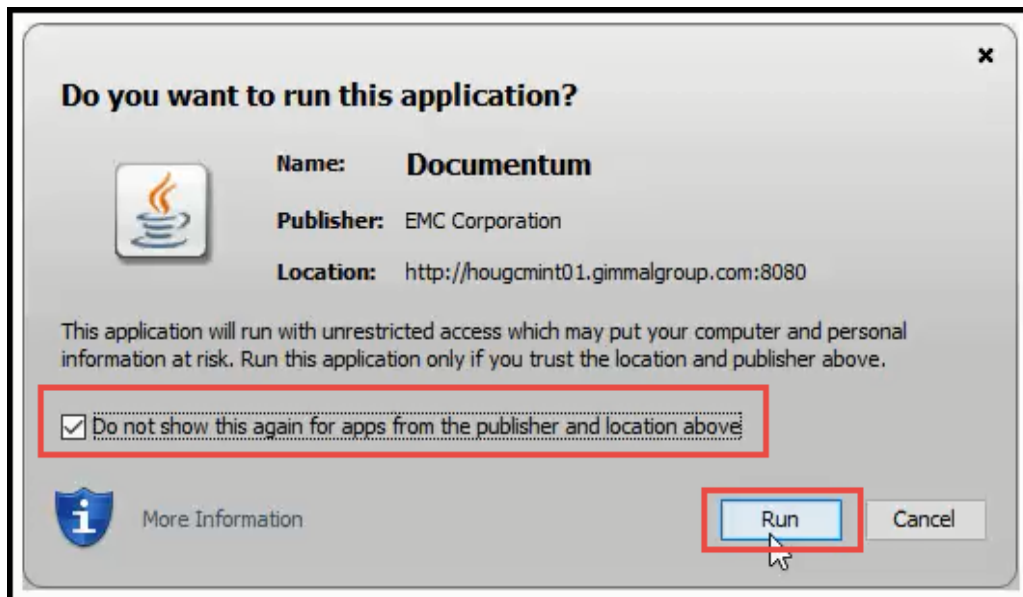 Do you want to run this application?
Name: Documentum
Publisher: EMC Corporation
Location: http://hougcmint01.gimmalgroup.com:8080
This application will run with unrestricted access which may put your computer and personal
information at risk. Run this application only if you trust the location and publisher above.
Do not show this again for apps from the publisher and location above
More Information
Run
Cancel